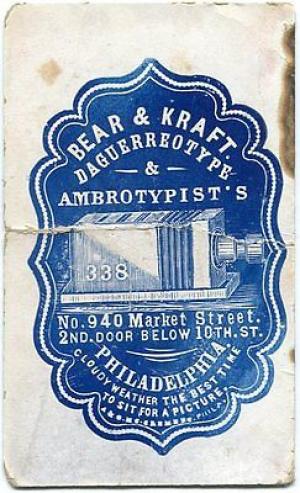 BEAR & KRAFT.
DAGUERREOTYPE
&
AMBROTYPIST'S
338
No. 940 Market Street.
2ND. DOOR BELOW 10TH. ST.
PHILADELPHIA
CLOUDY WEATHER THE BEST TIME
TO SIT FOR A PICTURE.
PHILA